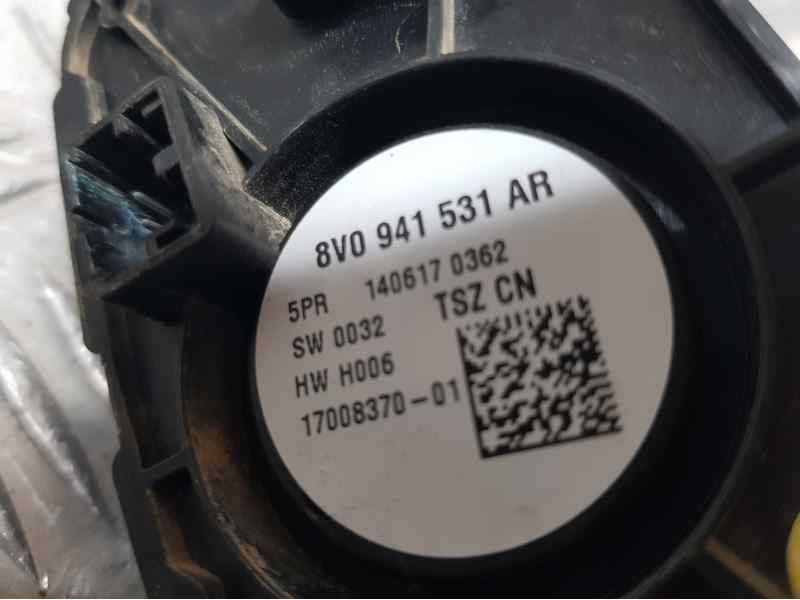 8V0 941 531 AR
5PR 140617 0362
SW 0032 TSZ CN
HW H006
17008370-01